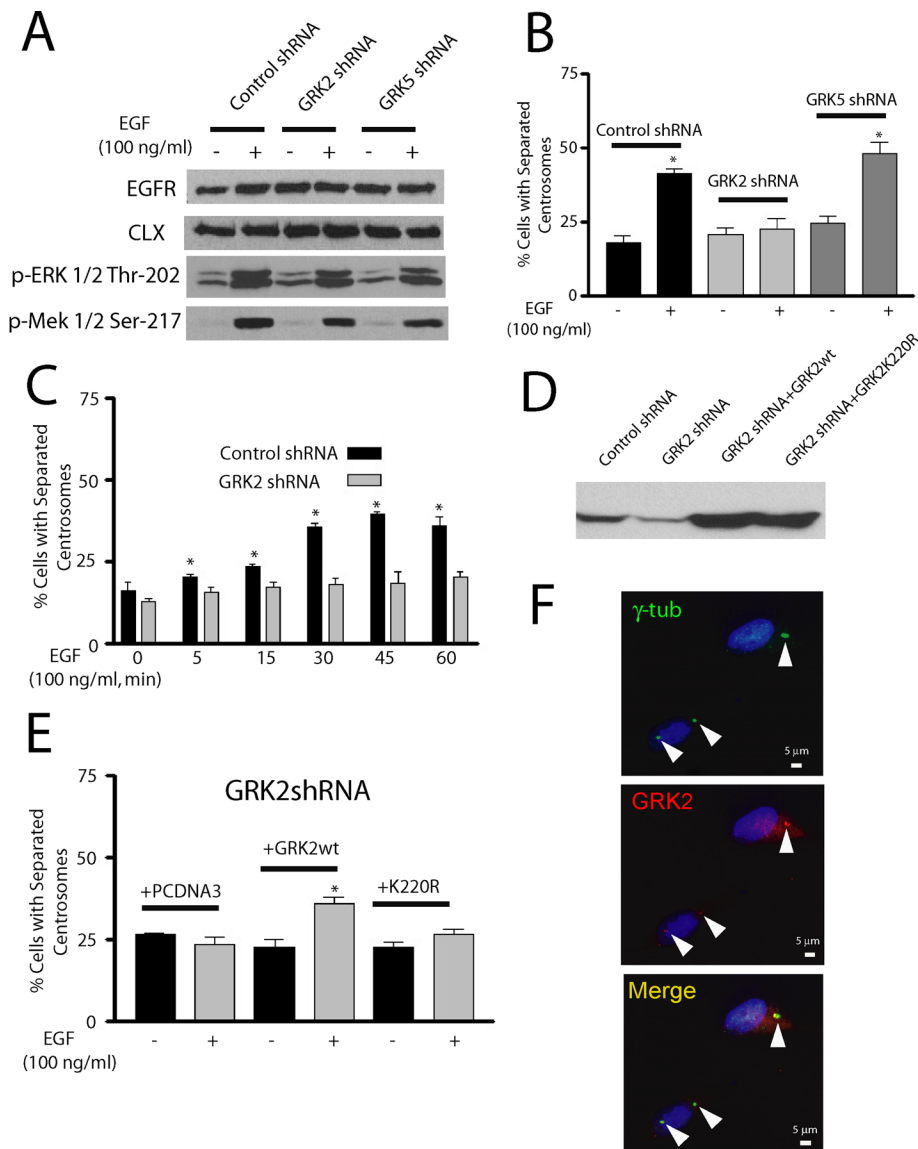 A
Control shRNA
GRK2 shRNA
GRK5 shRNA
EGF
(100 ng/ml)
- + - + - +
EGFR
CLX
p-ERK 1/2 Thr-202
p-Mek 1/2 Ser-217
B
% Cells with Separated
Centrosomes
75
50
25
0
Control shRNA
GRK2 shRNA
GRK5 shRNA
*
*
EGF
(100 ng/ml)
- + - + - +
C
% Cells with Separated
Centrosomes
75
50
25
0
Control shRNA
GRK2 shRNA
* * * * *
EGF
(100 ng/ml, min)
0 5 15 30 45 60
D
Control shRNA
GRK2 shRNA
GRK2 shRNA+GRK2wt
GRK2 shRNA+GRK2K220R
E
% Cells with Separated
Centrosomes
75
50
25
0
GRK2shRNA
+PCDNA3
+GRK2wt
+K220R
*
EGF
(100 ng/ml)
- + - + - +
F
γ-tub
5 μm
GRK2
5 μm
Merge
5 μm